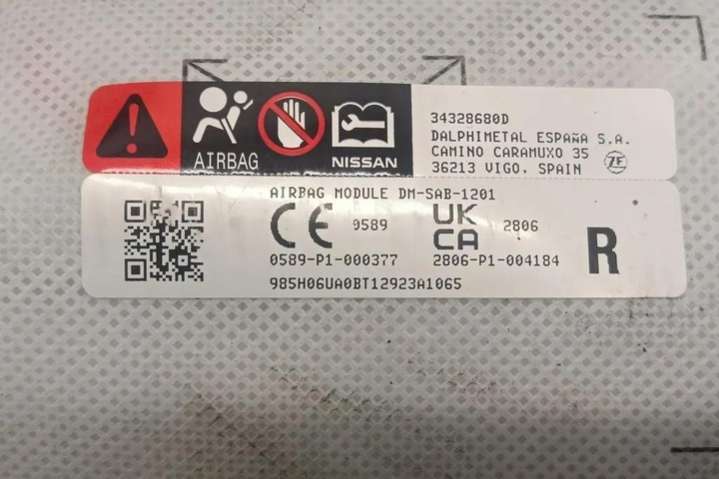 AIRBAG
NISSAN
34328680D
DALPHIMETAL ESPAÑA S.A.
CAMINO CARAMUXO 35
36213 VIGO. SPAIN
ZF
AIRBAG MODULE DM-SAB-1201
CE 0589
UK
CA 2806
0589-P1-000377
2806-P1-004184
R
985H06UA0BT12923A1065